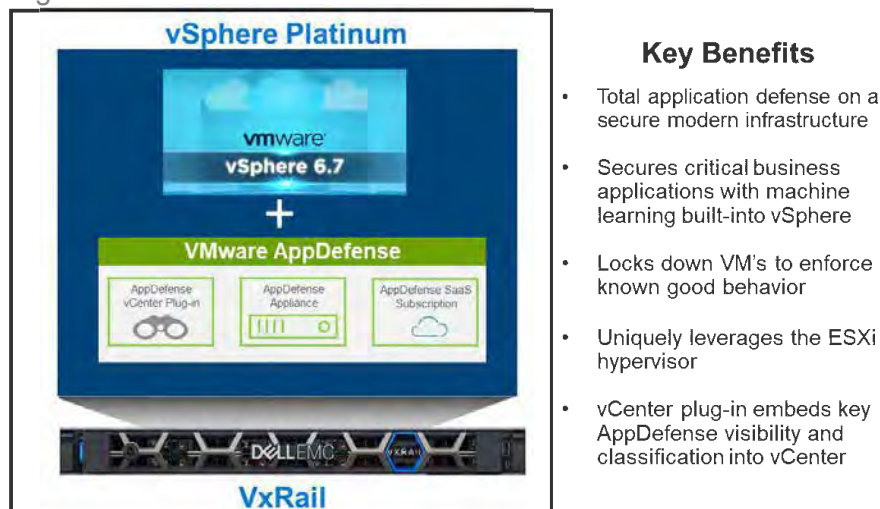 vSphere Platinum
vmware
vSphere 6.7
+
VMware AppDefense
AppDefense
vCenter Plug-in
AppDefense
Appliance
AppDefense SaaS
Subscription
DELLEMC
VXRAIL
VxRail
Key Benefits
• Total application defense on a
secure modern infrastructure
• Secures critical business
applications with machine
learning built-into vSphere
• Locks down VM's to enforce
known good behavior
• Uniquely leverages the ESXi
hypervisor
• vCenter plug-in embeds key
AppDefense visibility and
classification into vCenter